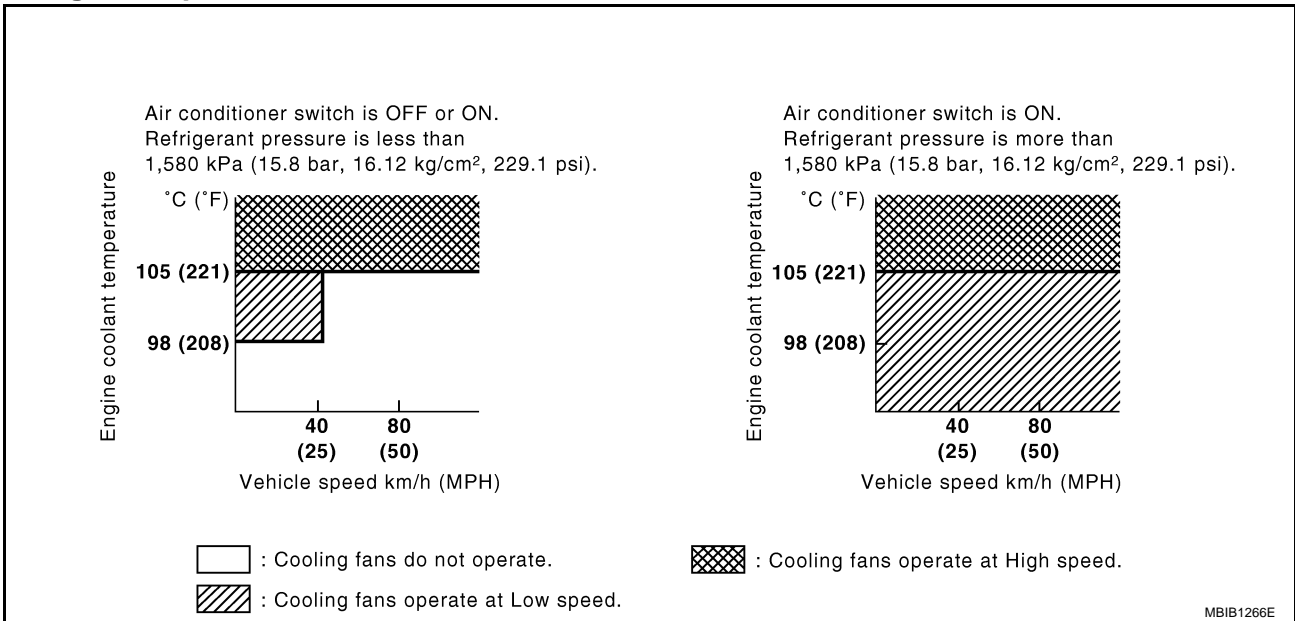 Air conditioner switch is OFF or ON.
Refrigerant pressure is less than
1,580 kPa (15.8 bar, 16.12 kg/cm², 229.1 psi).
Engine coolant temperature
˚C (˚F)
105 (221)
98 (208)
40
(25)
80
(50)
Vehicle speed km/h (MPH)
Air conditioner switch is ON.
Refrigerant pressure is more than
1,580 kPa (15.8 bar, 16.12 kg/cm², 229.1 psi).
Engine coolant temperature
˚C (˚F)
105 (221)
98 (208)
40
(25)
80
(50)
Vehicle speed km/h (MPH)
: Cooling fans do not operate.
: Cooling fans operate at Low speed.
: Cooling fans operate at High speed.
MBIB1266E